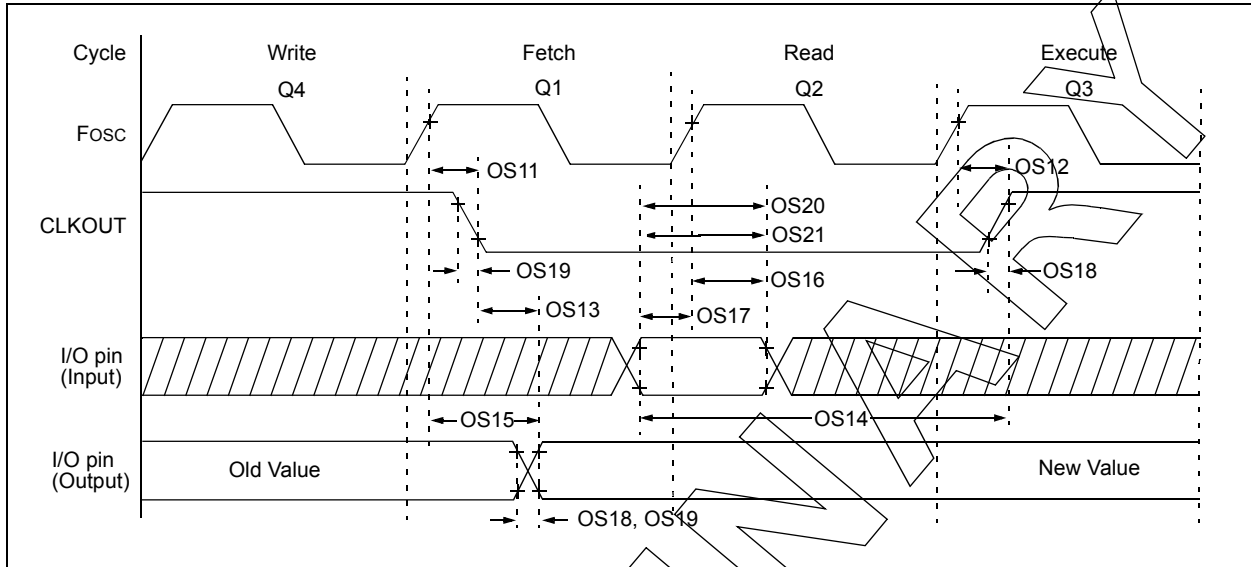 Cycle Write Fetch Read Execute
Q4 Q1 Q2 Q3
FOSC
OS11 OS12
CLKOUT
OS20
OS21
OS19 OS16 OS18
OS13 OS17
I/O pin
(Input)
OS15 OS14
I/O pin
(Output)
Old Value New Value
OS18, OS19